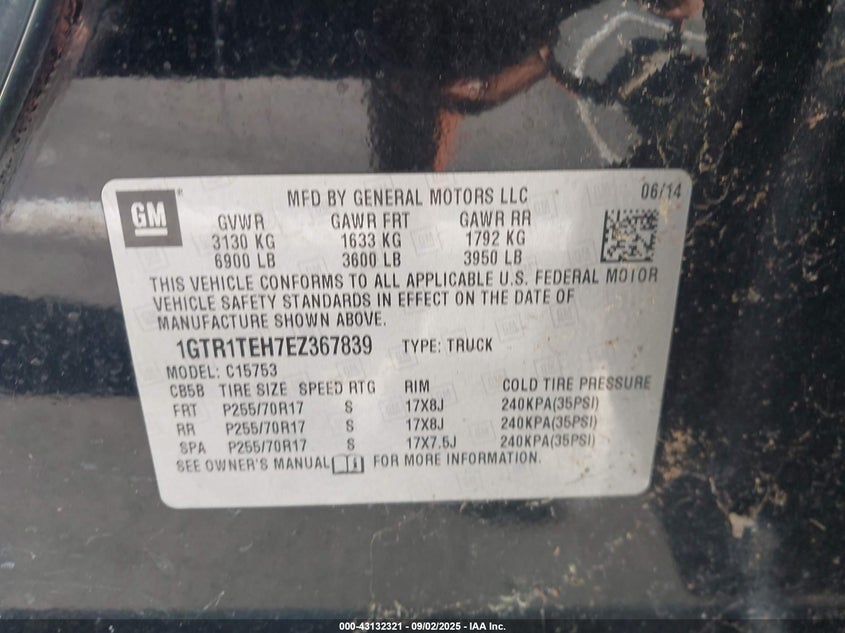 GM
MFD BY GENERAL MOTORS LLC 06/14
GVWR GAWR FRT GAWR RR
3130 KG 1633 KG 1792 KG
6900 LB 3600 LB 3950 LB
THIS VEHICLE CONFORMS TO ALL APPLICABLE U.S. FEDERAL MOTOR
VEHICLE SAFETY STANDARDS IN EFFECT ON THE DATE OF
MANUFACTURE SHOWN ABOVE.
1GTR1TEH7EZ367839 TYPE: TRUCK
MODEL: C15753
CB5B TIRE SIZE SPEED RTG RIM COLD TIRE PRESSURE
FRT P255/70R17 S 17X8J 240KPA(35PSI)
RR P255/70R17 S 17X8J 240KPA(35PSI)
SPA P255/70R17 S 17X7.5J 240KPA(35PSI)
SEE OWNER'S MANUAL FOR MORE INFORMATION.
000-43132321 - 09/02/2025 - IAA Inc.